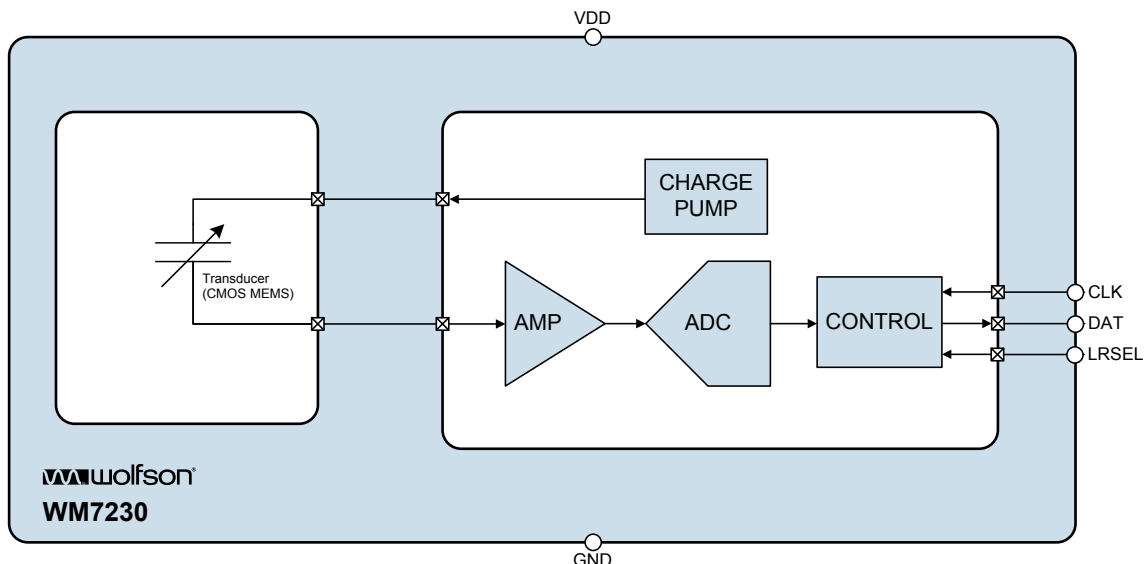 VDD
CHARGE
PUMP
Transducer
(CMOS MEMS)
AMP
ADC
CONTROL
CLK
DAT
LRSEL
wolfson®
WM7230
GND